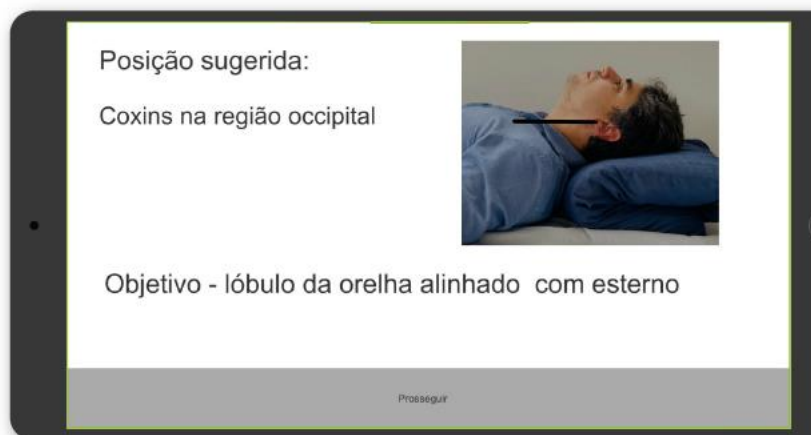 Posição sugerida:
Coxins na região occipital
Objetivo - lóbulo da orelha alinhado com esterno
Prosseguir